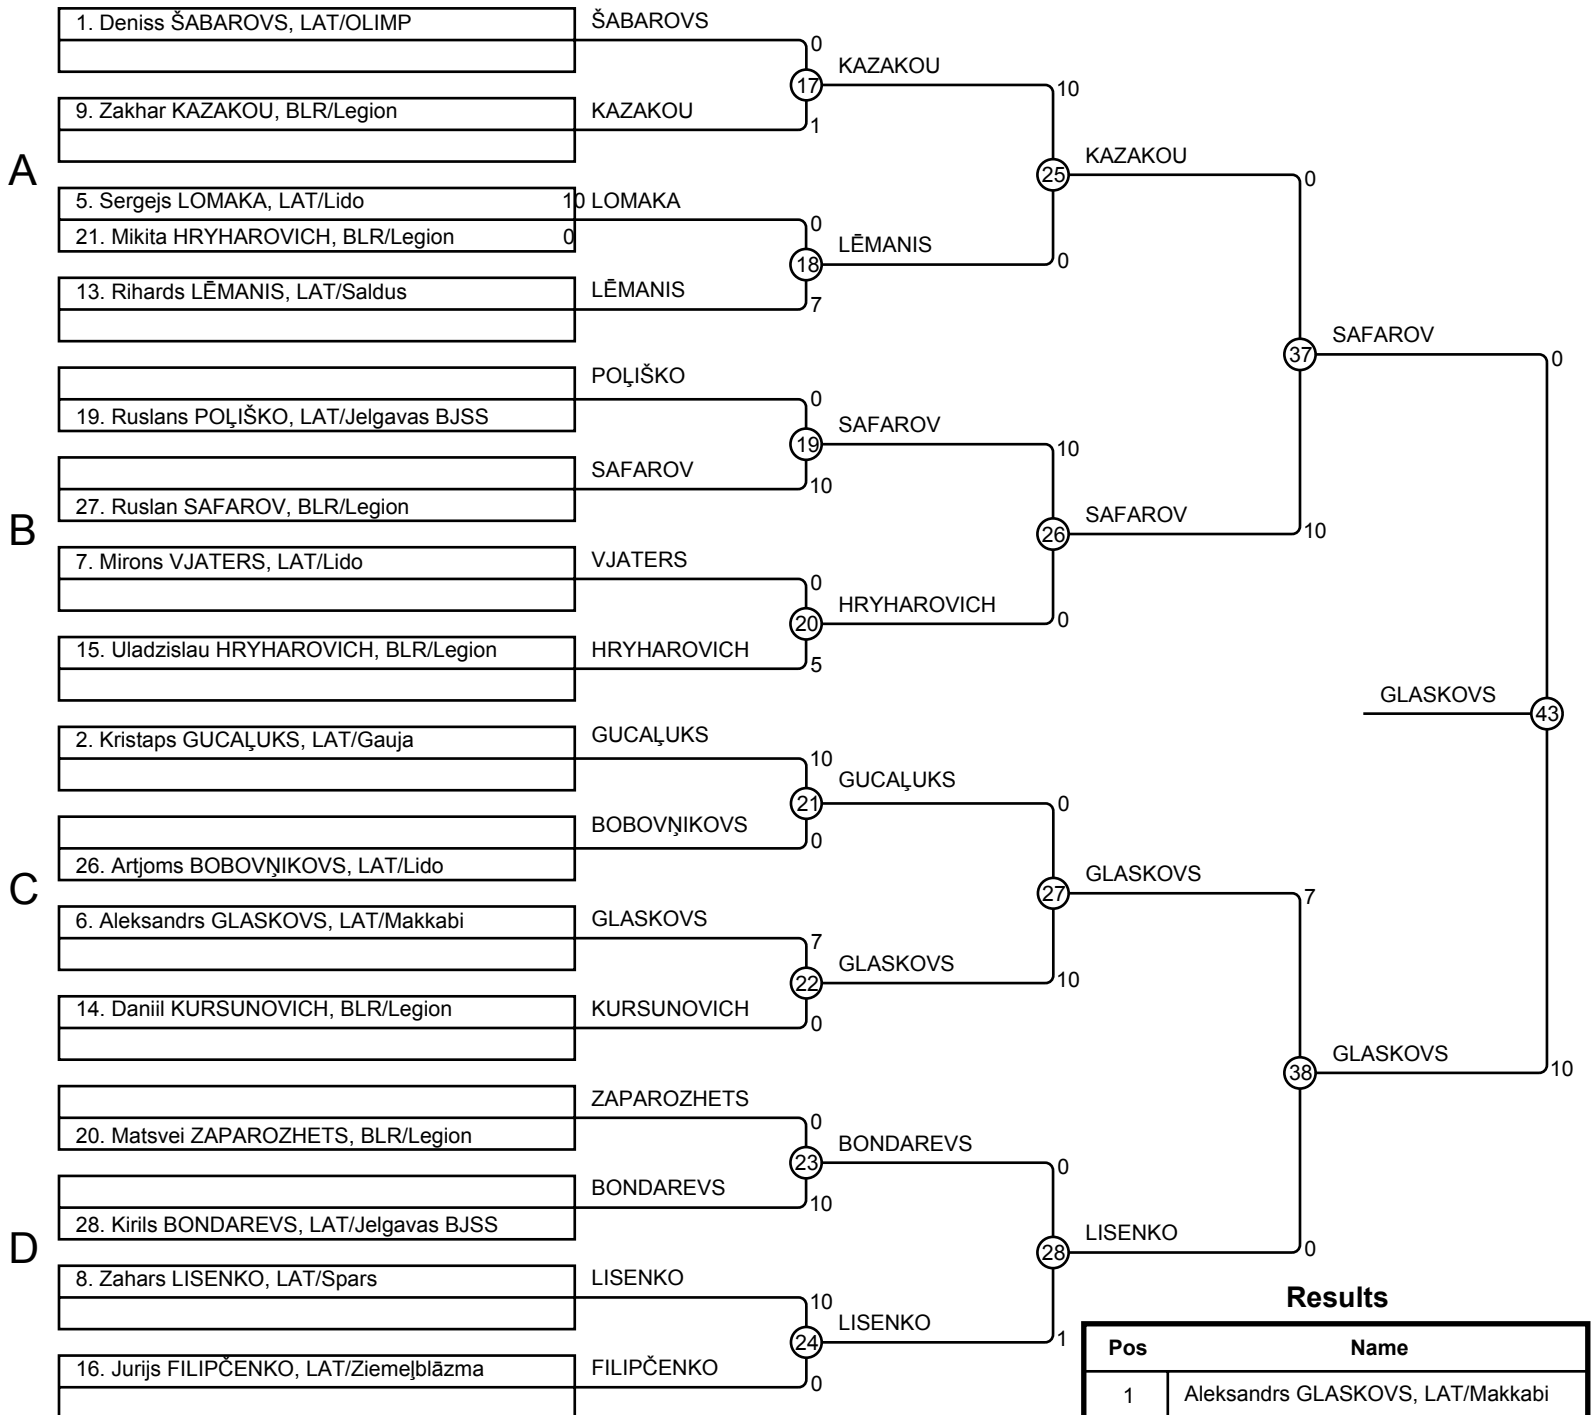 1. Deniss ŠABAROVS, LAT/OLIMP
ŠABAROVS
0
17
KAZAKOU
10
9. Zakhar KAZAKOU, BLR/Legion
KAZAKOU
1
A
25
KAZAKOU
0
5. Sergejs LOMAKA, LAT/Lido 10
LOMAKA
0
21. Mikita HRYHAROVICH, BLR/Legion 0
18
LĒMANIS
0
13. Rihards LĒMANIS, LAT/Saldus
LĒMANIS
7
37
SAFAROV
0
POĻIŠKO
0
19. Ruslans POĻIŠKO, LAT/Jelgavas BJSS
19
SAFAROV
10
SAFAROV
10
27. Ruslan SAFAROV, BLR/Legion
B
26
SAFAROV
10
7. Mirons VJATERS, LAT/Lido
VJATERS
0
20
HRYHAROVICH
0
15. Uladzislau HRYHAROVICH, BLR/Legion
HRYHAROVICH
5
GLASKOVS
43
2. Kristaps GUCAĻUKS, LAT/Gauja
GUCAĻUKS
10
21
GUCAĻUKS
0
BOBOVŅIKOVS
0
26. Artjoms BOBOVŅIKOVS, LAT/Lido
C
27
GLASKOVS
7
6. Aleksandrs GLASKOVS, LAT/Makkabi
GLASKOVS
7
22
GLASKOVS
10
14. Daniil KURSUNOVICH, BLR/Legion
KURSUNOVICH
0
38
GLASKOVS
10
ZAPAROZHETS
0
20. Matsvei ZAPAROZHETS, BLR/Legion
23
BONDAREVS
0
BONDAREVS
10
28. Kirils BONDAREVS, LAT/Jelgavas BJSS
D
28
LISENKO
0
8. Zahars LISENKO, LAT/Spars
LISENKO
10
24
LISENKO
1
16. Jurijs FILIPČENKO, LAT/Ziemeļblāzma
FILIPČENKO
0
Results
Pos Name
1 Aleksandrs GLASKOVS, LAT/Makkabi